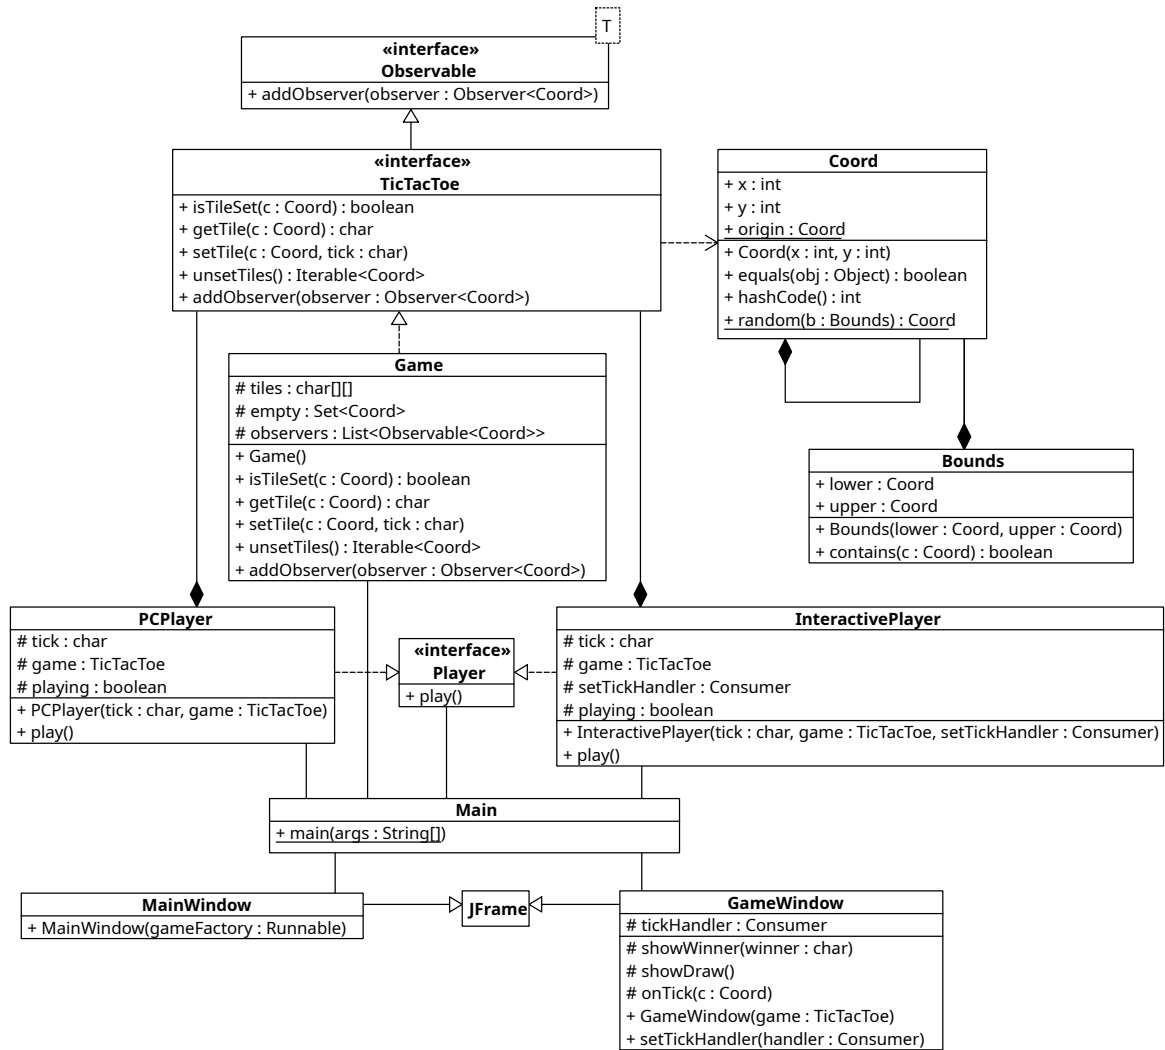 T
«interface»
Observable
+ addObserver(observer : Observer<Coord>)
«interface»
TicTacToe
+ isTileSet(c : Coord) : boolean
+ getTile(c : Coord) : char
+ setTile(c : Coord, tick : char)
+ unsetTiles() : Iterable<Coord>
+ addObserver(observer : Observer<Coord>)
Coord
+ x : int
+ y : int
+ origin : Coord
+ Coord(x : int, y : int)
+ equals(obj : Object) : boolean
+ hashCode() : int
+ random(b : Bounds) : Coord
Game
# tiles : char[][]
# empty : Set<Coord>
# observers : List<Observable<Coord>>
+ Game()
+ isTileSet(c : Coord) : boolean
+ getTile(c : Coord) : char
+ setTile(c : Coord, tick : char)
+ unsetTiles() : Iterable<Coord>
+ addObserver(observer : Observer<Coord>)
Bounds
+ lower : Coord
+ upper : Coord
+ Bounds(lower : Coord, upper : Coord)
+ contains(c : Coord) : boolean
PCPlayer
# tick : char
# game : TicTacToe
# playing : boolean
+ PCPlayer(tick : char, game : TicTacToe)
+ play()
«interface»
Player
+ play()
InteractivePlayer
# tick : char
# game : TicTacToe
# setTickHandler : Consumer
# playing : boolean
+ InteractivePlayer(tick : char, game : TicTacToe, setTickHandler : Consumer)
+ play()
Main
+ main(args : String[])
MainWindow
+ MainWindow(gameFactory : Runnable)
JFrame
GameWindow
# tickHandler : Consumer
# showWinner(winner : char)
# showDraw()
# onTick(c : Coord)
+ GameWindow(game : TicTacToe)
+ setTickHandler(handler : Consumer)